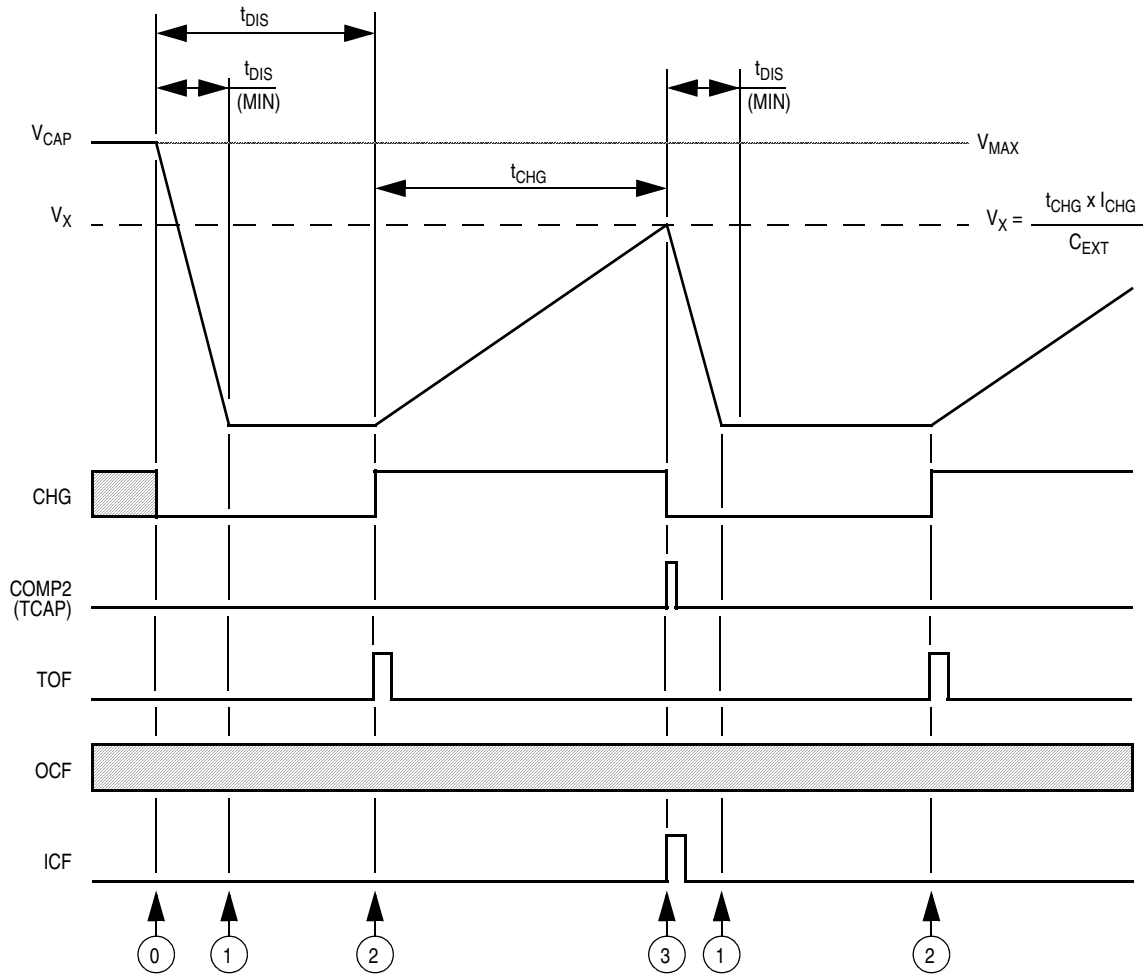 tDIS
tDIS
(MIN)
tDIS
(MIN)
VCAP
VMAX
tCHG
VX
VX = tCHG x ICHG
CEXT
CHG
COMP2
(TCAP)
TOF
OCF
ICF
0 1 2 3 1 2